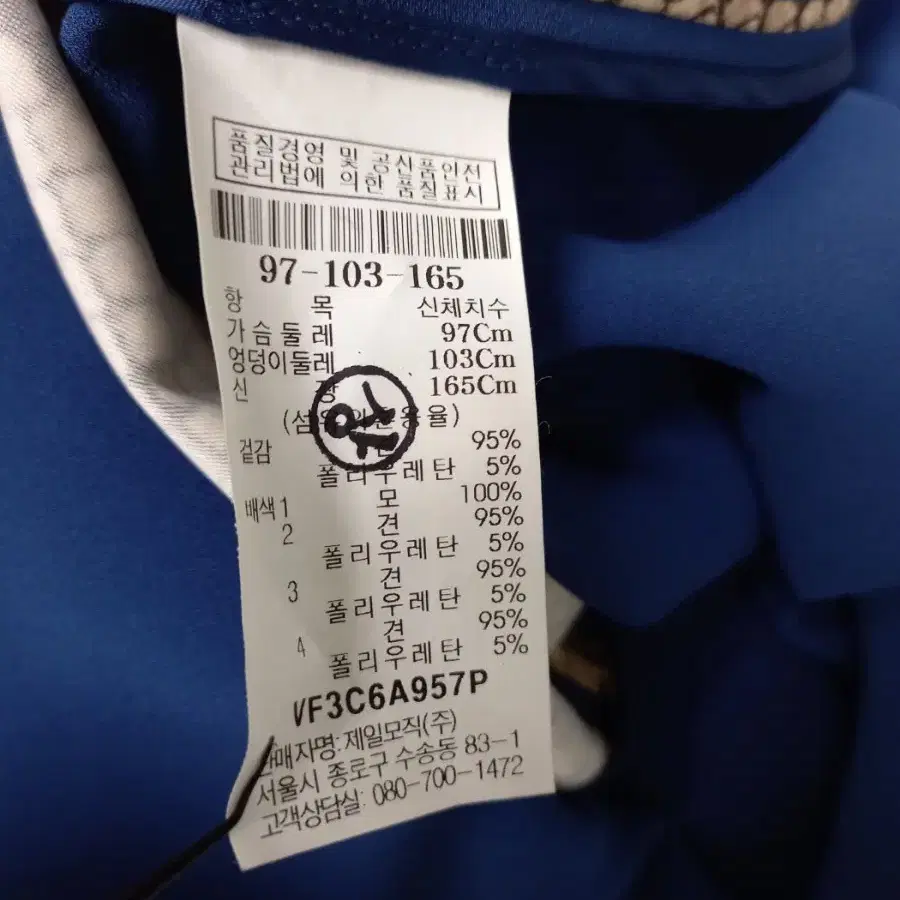 품질경영 및 공산품안전
관리법에 의한 품질표시
97-103-165
항 목 신체치수
가슴둘레 97Cm
엉덩이둘레 103Cm
신 장 165Cm
상
겉감 95%
폴리우레탄 5%
배색1 모 100%
2 견 95%
폴리우레탄 5%
3 견 95%
폴리우레탄 5%
4 견 95%
폴리우레탄 5%
VF3C6A957P
판매자명: 제일모직(주)
서울시 종로구 수송동 83-1
고객상담실: 080-700-1472